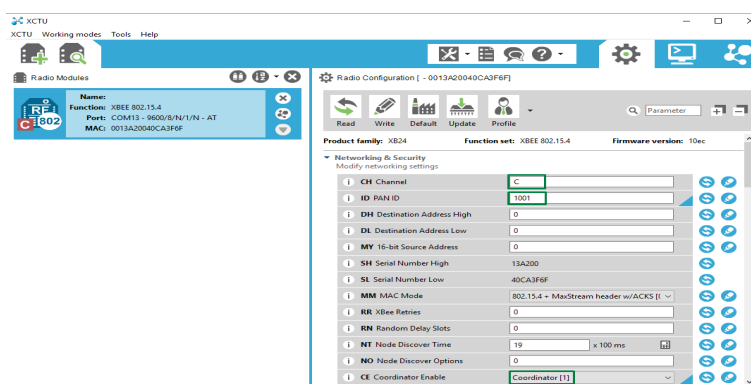 XCTU
XCTU Working modes Tools Help
Radio Modules
Radio Configuration [ - 0013A20040CA3F6F]
Name:
Function: XBEE 802.15.4
Port: COM13 - 9600/8/N/1/N - AT
MAC: 0013A20040CA3F6F
RF
C 802
Read Write Default Update Profile
Parameter
Product family: XB24 Function set: XBEE 802.15.4 Firmware version: 10ec
Networking & Security
Modify networking settings
i CH Channel C
i ID PAN ID 1001
i DH Destination Address High 0
i DL Destination Address Low 0
i MY 16-bit Source Address 0
i SH Serial Number High 13A200
i SL Serial Number Low 40CA3F6F
i MM MAC Mode 802.15.4 + MaxStream header w/ACKS [(
i RR XBee Retries 0
i RN Random Delay Slots 0
i NT Node Discover Time 19 x 100 ms
i NO Node Discover Options 0
i CE Coordinator Enable Coordinator [1]